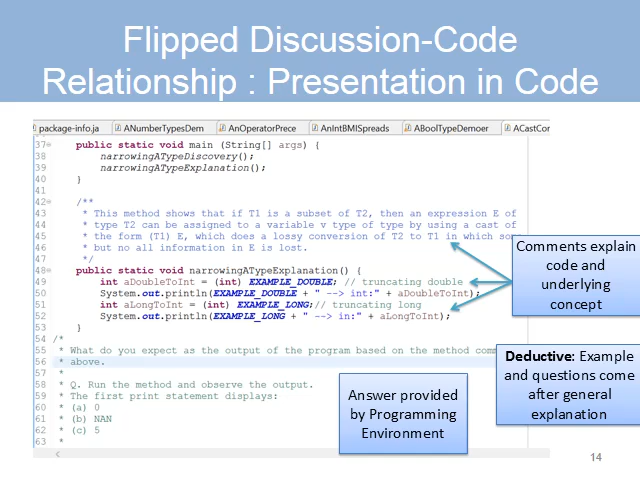 Flipped Discussion-Code
Relationship : Presentation in Code
package-info.ja ANumberTypesDem AnOperatorPrece AnIntBMISpreads ABoolTypeDemoer ACastCor
37 public static void main (String[] args) {
38 narrowingATypeDiscovery();
39 narrowingATypeExplanation();
40 }
41
42 /**
43 * This method shows that if T1 is a subset of T2, then an expression E of
44 * type T2 can be assigned to a variable v type of type by using a cast of
45 * the form (T1) E, which does a lossy conversion of T2 to T1 in which som
46 * but no all information in E is lost.
47 */
48 public static void narrowingATypeExplanation() {
49 int aDoubleToInt = (int) EXAMPLE_DOUBLE; // truncating double
50 System.out.println(EXAMPLE_DOUBLE + " --> int:" + aDoubleToInt);
51 int aLongToInt = (int) EXAMPLE_LONG;// truncating long
52 System.out.println(EXAMPLE_LONG + " --> in:" + aLongToInt);
53 }
54 /*
55 * What do you expect as the output of the program based on the method comm
56 * above.
57 *
58 * Q. Run the method and observe the output.
59 * The first print statement displays:
60 * (a) 0
61 * (b) NAN
62 * (c) 5
63 *
Comments explain
code and
underlying
concept
Deductive: Example
and questions come
after general
explanation
Answer provided
by Programming
Environment
14